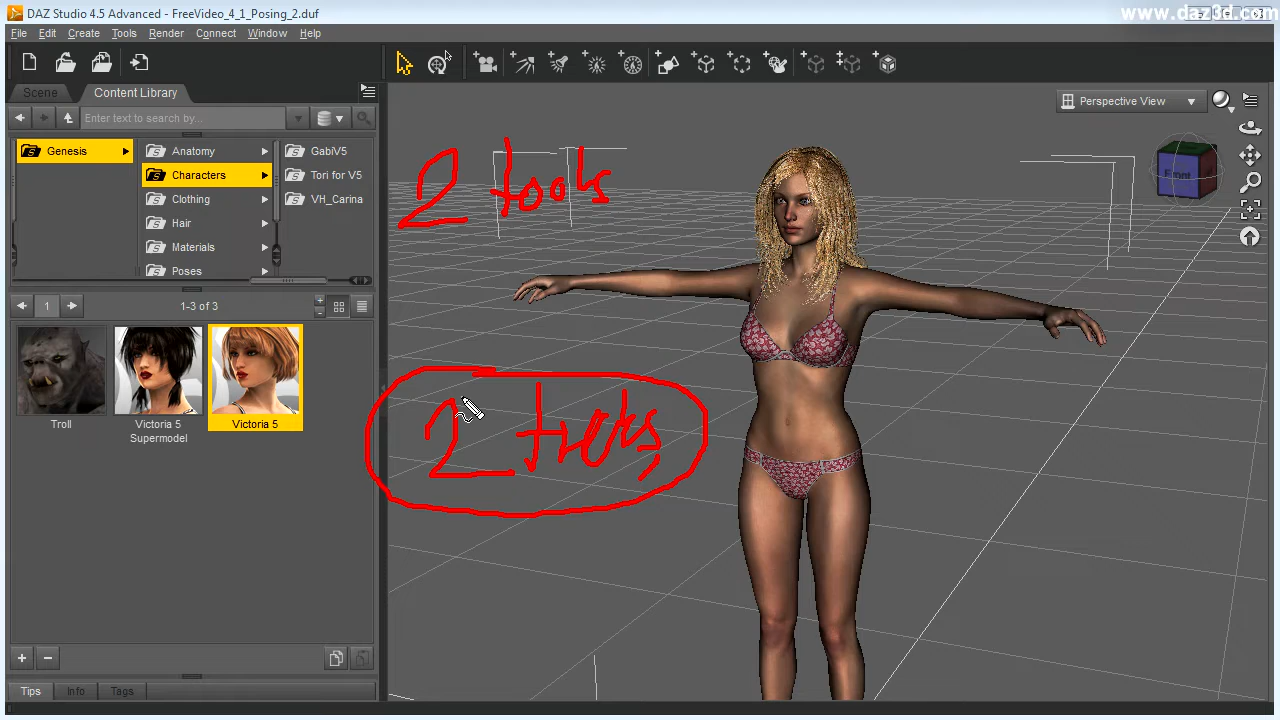 DAZ Studio 4.5 Advanced - FreeVideo_4_1_Posing_2.duf
www.daz3d.com
File Edit Create Tools Render Connect Window Help
Scene Content Library
Enter text to search by...
Perspective View
Genesis
Anatomy
Characters
Clothing
Hair
Materials
Poses
GabiV5
Tori for V5
VH_Carina
Front
2 tools
1
1-3 of 3
Troll
Victoria 5
Supermodel
Victoria 5
2
Tips Info Tags